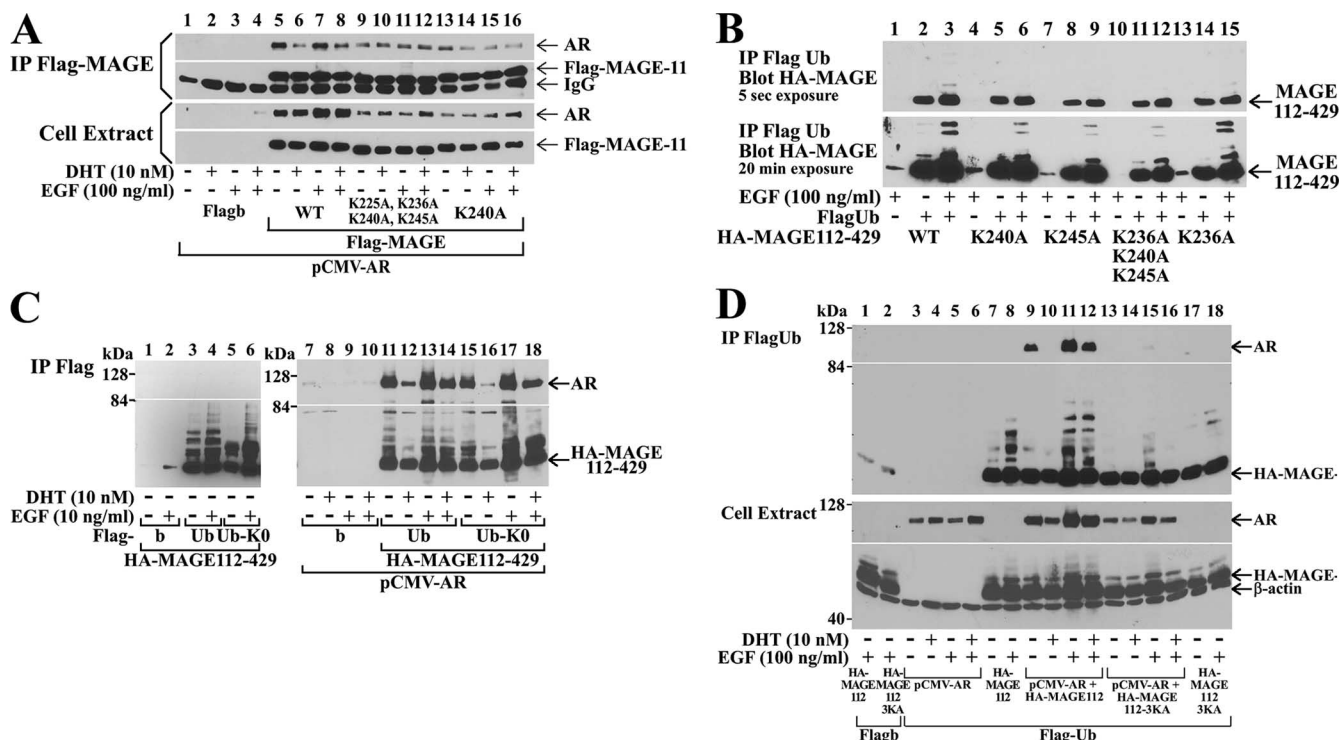 A
1 2 3 4 5 6 7 8 9 10 11 12 13 14 15 16
IP Flag-MAGE
AR
Flag-MAGE-11
IgG
Cell Extract
AR
Flag-MAGE-11
DHT (10 nM) - + - + - + - + - + - + - + - +
EGF (100 ng/ml) - - + + - - + + - - + + - - + +
Flagb
WT
K225A, K236A
K240A, K245A
K240A
Flag-MAGE
pCMV-AR
B
1 2 3 4 5 6 7 8 9 10 11 12 13 14 15
IP Flag Ub
Blot HA-MAGE
5 sec exposure
MAGE
112-429
IP Flag Ub
Blot HA-MAGE
20 min exposure
MAGE
112-429
EGF (100 ng/ml) + - + + - + + - + + - + + - +
FlagUb - + + - + + - + + - + + - + +
HA-MAGE112-429 WT K240A K245A K236A K236A
K240A
K245A
C
kDa 1 2 3 4 5 6
kDa 7 8 9 10 11 12 13 14 15 16 17 18
IP Flag
128
84
128
84
AR
HA-MAGE
112-429
DHT (10 nM) - - - - - - - + - + - + - + - + - +
EGF (10 ng/ml) - + - + - + - - + + - - + + - - + +
Flag- b Ub Ub-K0
b Ub Ub-K0
HA-MAGE112-429
HA-MAGE112-429
pCMV-AR
D
kDa 1 2 3 4 5 6 7 8 9 10 11 12 13 14 15 16 17 18
128
IP FlagUb
AR
84
HA-MAGE-
128
Cell Extract
AR
HA-MAGE-
β-actin
40
DHT (10 nM) - - - + - + - - - + - + - + - + - -
EGF (100 ng/ml) + + - - + + - + - - + + - - + + - +
HA-
MAGE
112
HA-
MAGE
112
3KA
pCMV-AR
HA-
MAGE
112
pCMV-AR +
HA-MAGE112
pCMV-AR +
HA-MAGE
112-3KA
HA-
MAGE
112
3KA
Flagb
Flag-Ub